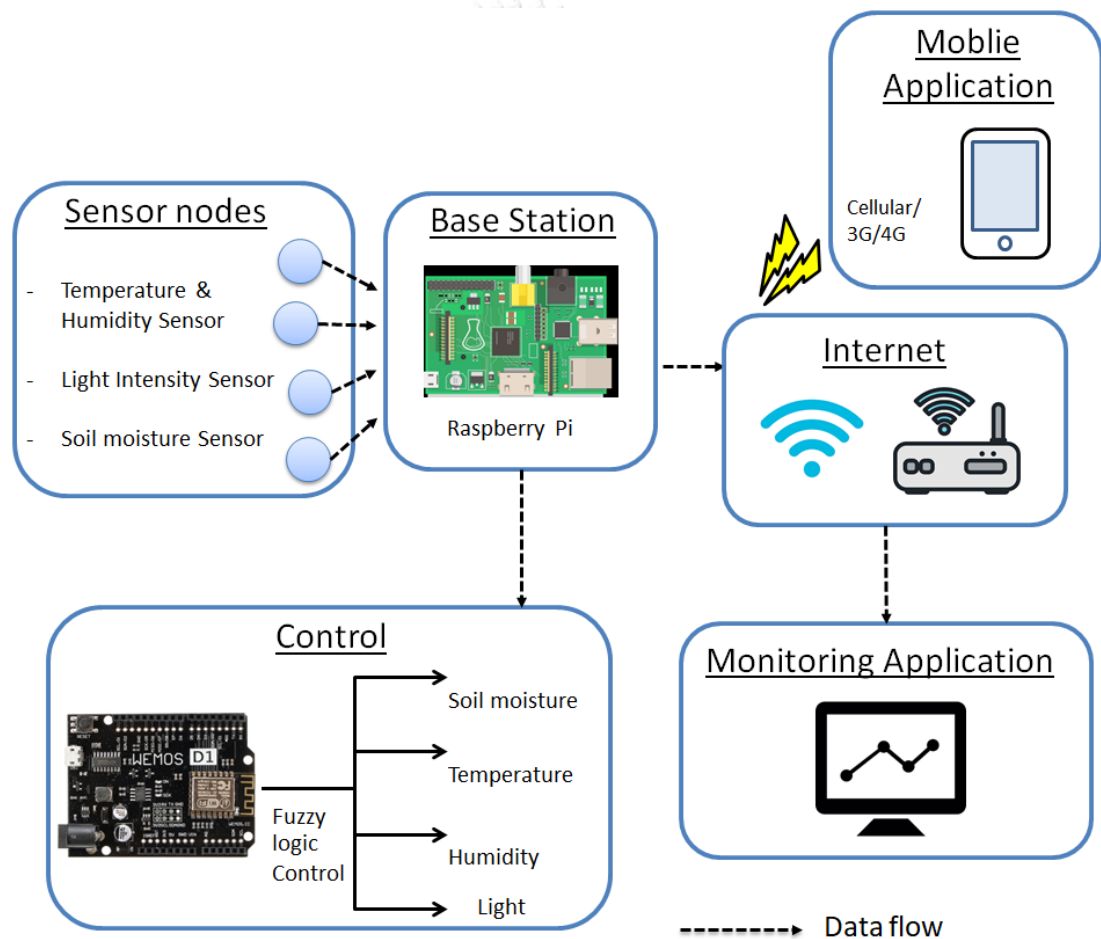 Moblie
Application
Cellular/
3G/4G
Sensor nodes
- Temperature &
Humidity Sensor
- Light Intensity Sensor
- Soil moisture Sensor
Base Station
Raspberry Pi
Internet
Control
WEMOS D1
Fuzzy
logic
Control
Soil moisture
Temperature
Humidity
Light
Monitoring Application
Data flow